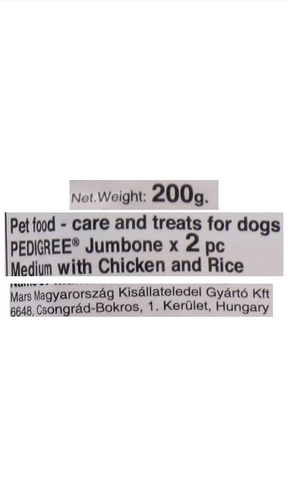 Net.Weight: 200g.
Pet food - care and treats for dogs
PEDIGREE® Jumbone x 2 pc
Medium with Chicken and Rice
Mars Magyarország Kisállateledel Gyártó Kft
6648, Csongrád-Bokros, 1. Kerület, Hungary